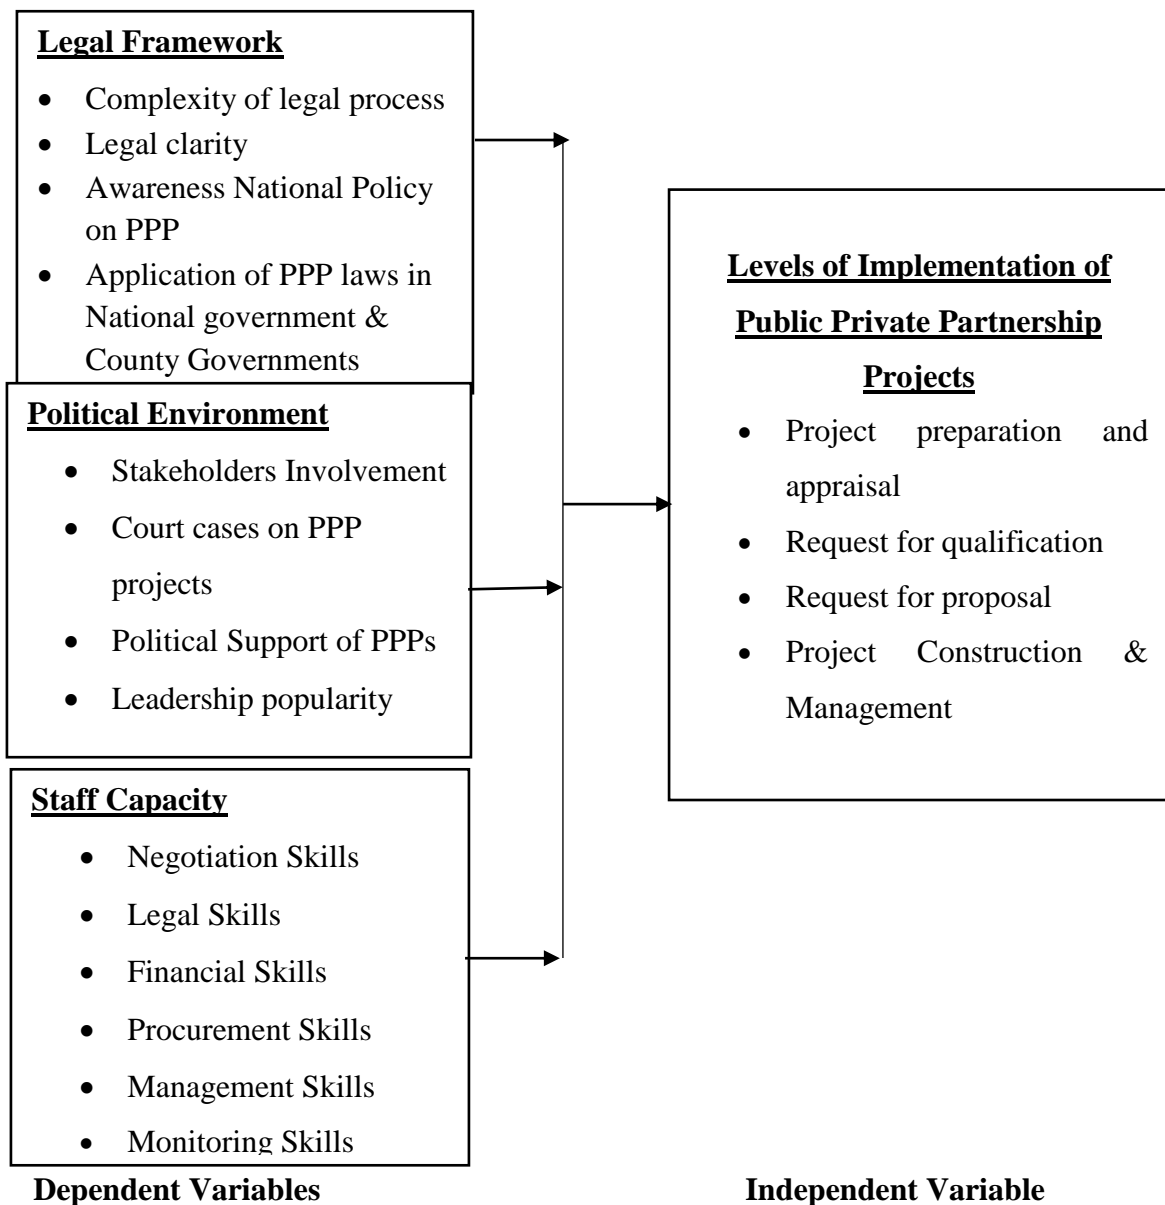 Legal Framework
• Complexity of legal process
• Legal clarity
• Awareness National Policy
on PPP
• Application of PPP laws in
National government &
County Governments
Political Environment
• Stakeholders Involvement
• Court cases on PPP
projects
• Political Support of PPPs
• Leadership popularity
Staff Capacity
• Negotiation Skills
• Legal Skills
• Financial Skills
• Procurement Skills
• Management Skills
• Monitoring Skills
Dependent Variables
Levels of Implementation of
Public Private Partnership
Projects
• Project preparation and
appraisal
• Request for qualification
• Request for proposal
• Project Construction &
Management
Independent Variable